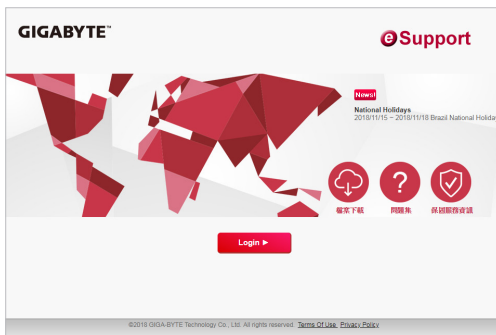 GIGABYTE™
eSupport
News!
National Holidays
2018/11/15 ~ 2018/11/18 Brazil National Holiday
檔案下載
問題集
保固服務資訊
Login ►
©2018 GIGA-BYTE Technology Co., Ltd. All rights reserved. Terms Of Use Privacy Policy